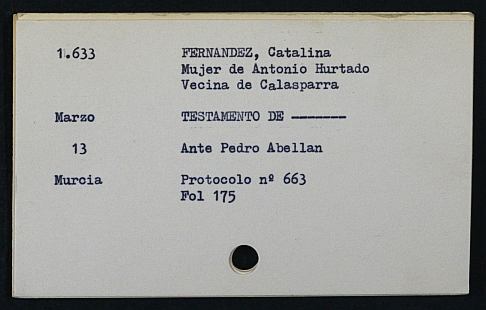 1.633 FERNANDEZ, Catalina
Mujer de Antonio Hurtado
Vecina de Calasparra
Marzo TESTAMENTO DE -------
13 Ante Pedro Abellan
Murcia Protocolo nº 663
Fol 175